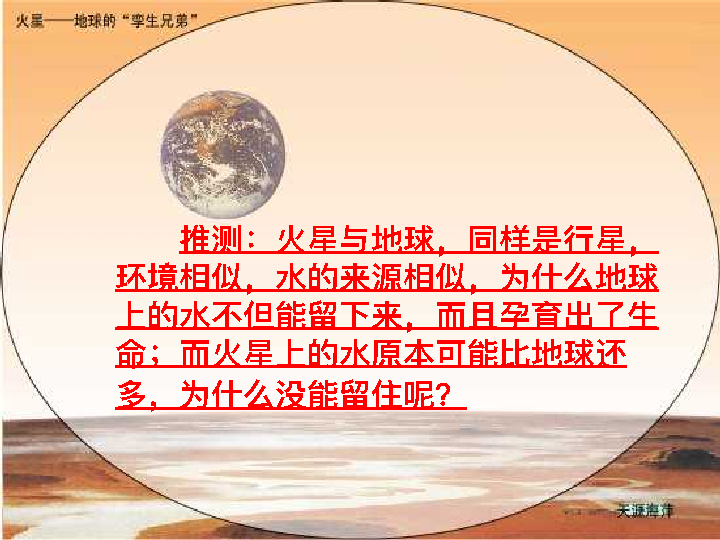 火星——地球的“孪生兄弟”
推测：火星与地球，同样是行星，
环境相似，水的来源相似，为什么地球
上的水不但能留下来，而且孕育出了生
命；而火星上的水原本可能比地球还
多，为什么没能留住呢？
天涯海井